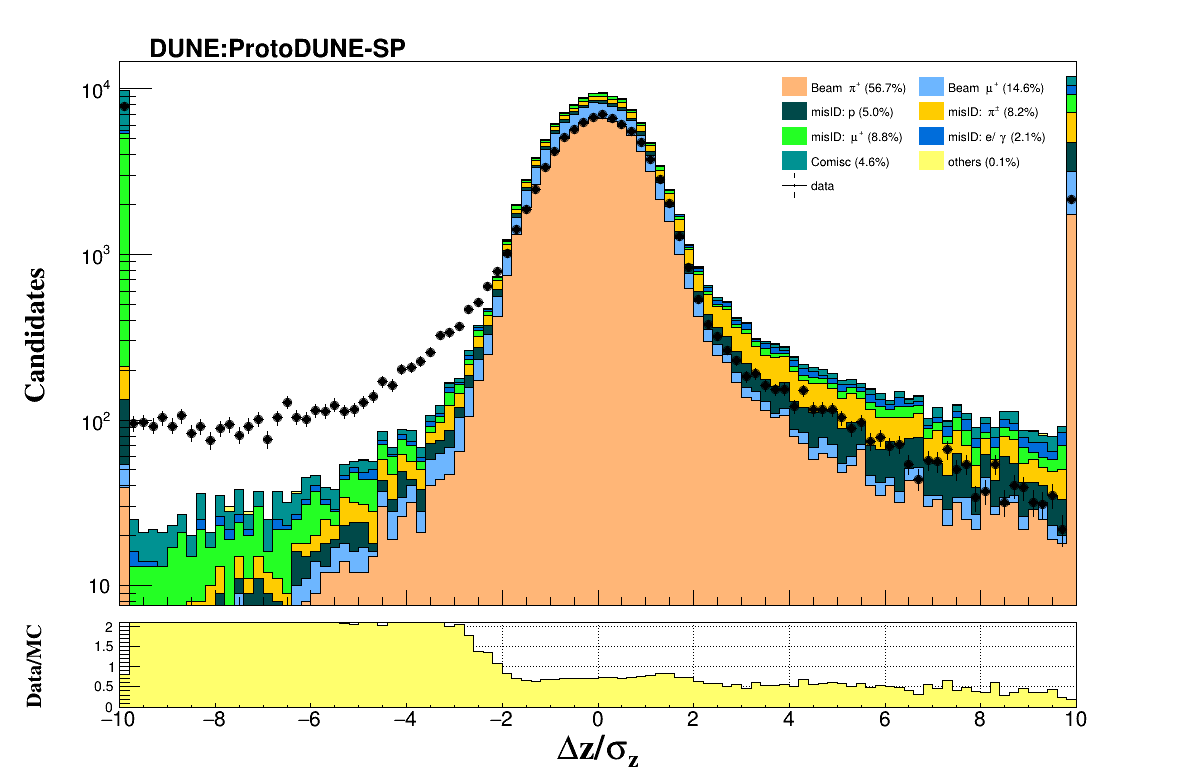 DUNE:ProtoDUNE-SP
Candidates
10⁴
10³
10²
10
Beam π⁺ (56.7%)
Beam μ⁺ (14.6%)
misID: p (5.0%)
misID: π± (8.2%)
misID: μ⁺ (8.8%)
misID: e/ γ (2.1%)
Comisc (4.6%)
others (0.1%)
data
Data/MC
2
1.5
1
0.5
0
−10 −8 −6 −4 −2 0 2 4 6 8 10
Δz/σz